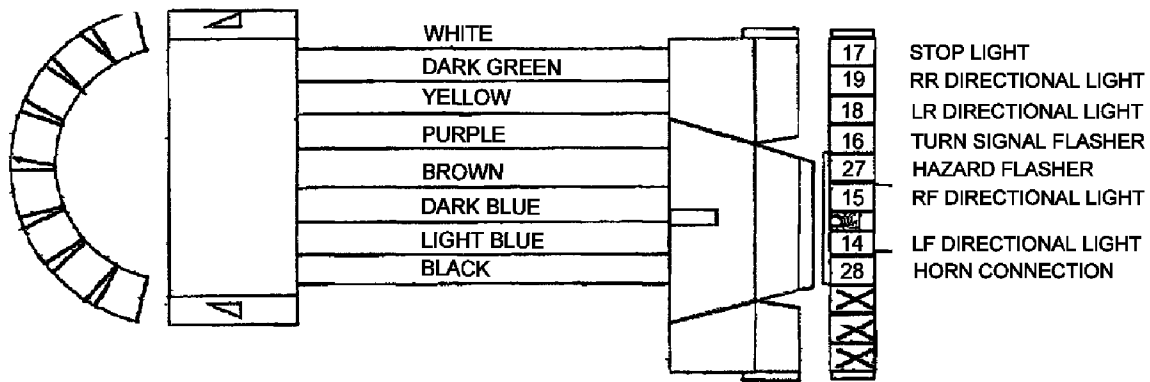 WHITE
DARK GREEN
YELLOW
PURPLE
BROWN
DARK BLUE
LIGHT BLUE
BLACK
17 STOP LIGHT
19 RR DIRECTIONAL LIGHT
18 LR DIRECTIONAL LIGHT
16 TURN SIGNAL FLASHER
27 HAZARD FLASHER
15 RF DIRECTIONAL LIGHT
14 LF DIRECTIONAL LIGHT
28 HORN CONNECTION